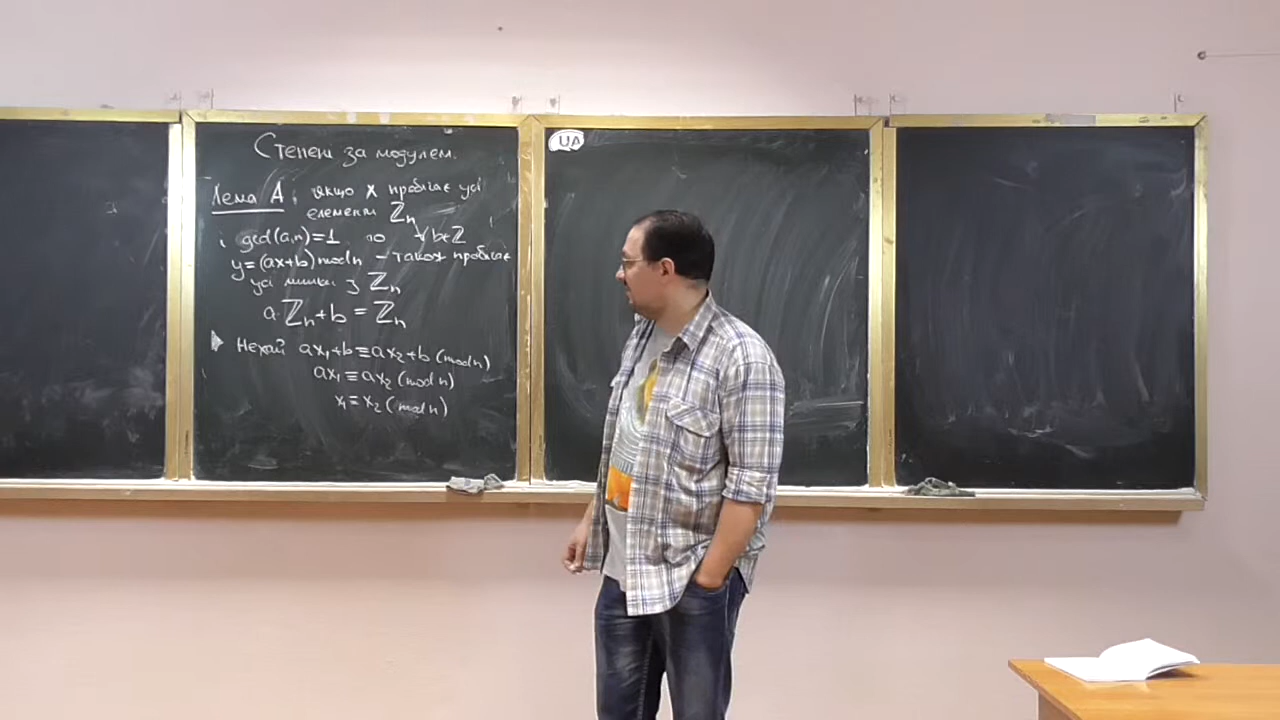 Степені за модулем.
Лема А: якщо x пробігає усі
елементи ℤₙ
і gcd(a,n)=1 то ∀b∈ℤ
y=(ax+b) mod n – також пробігає
усі лишки з ℤₙ
a·ℤₙ+b = ℤₙ
Нехай ax₁+b≡ax₂+b (mod n)
ax₁≡ax₂ (mod n)
x₁≡x₂ (mod n)
UA